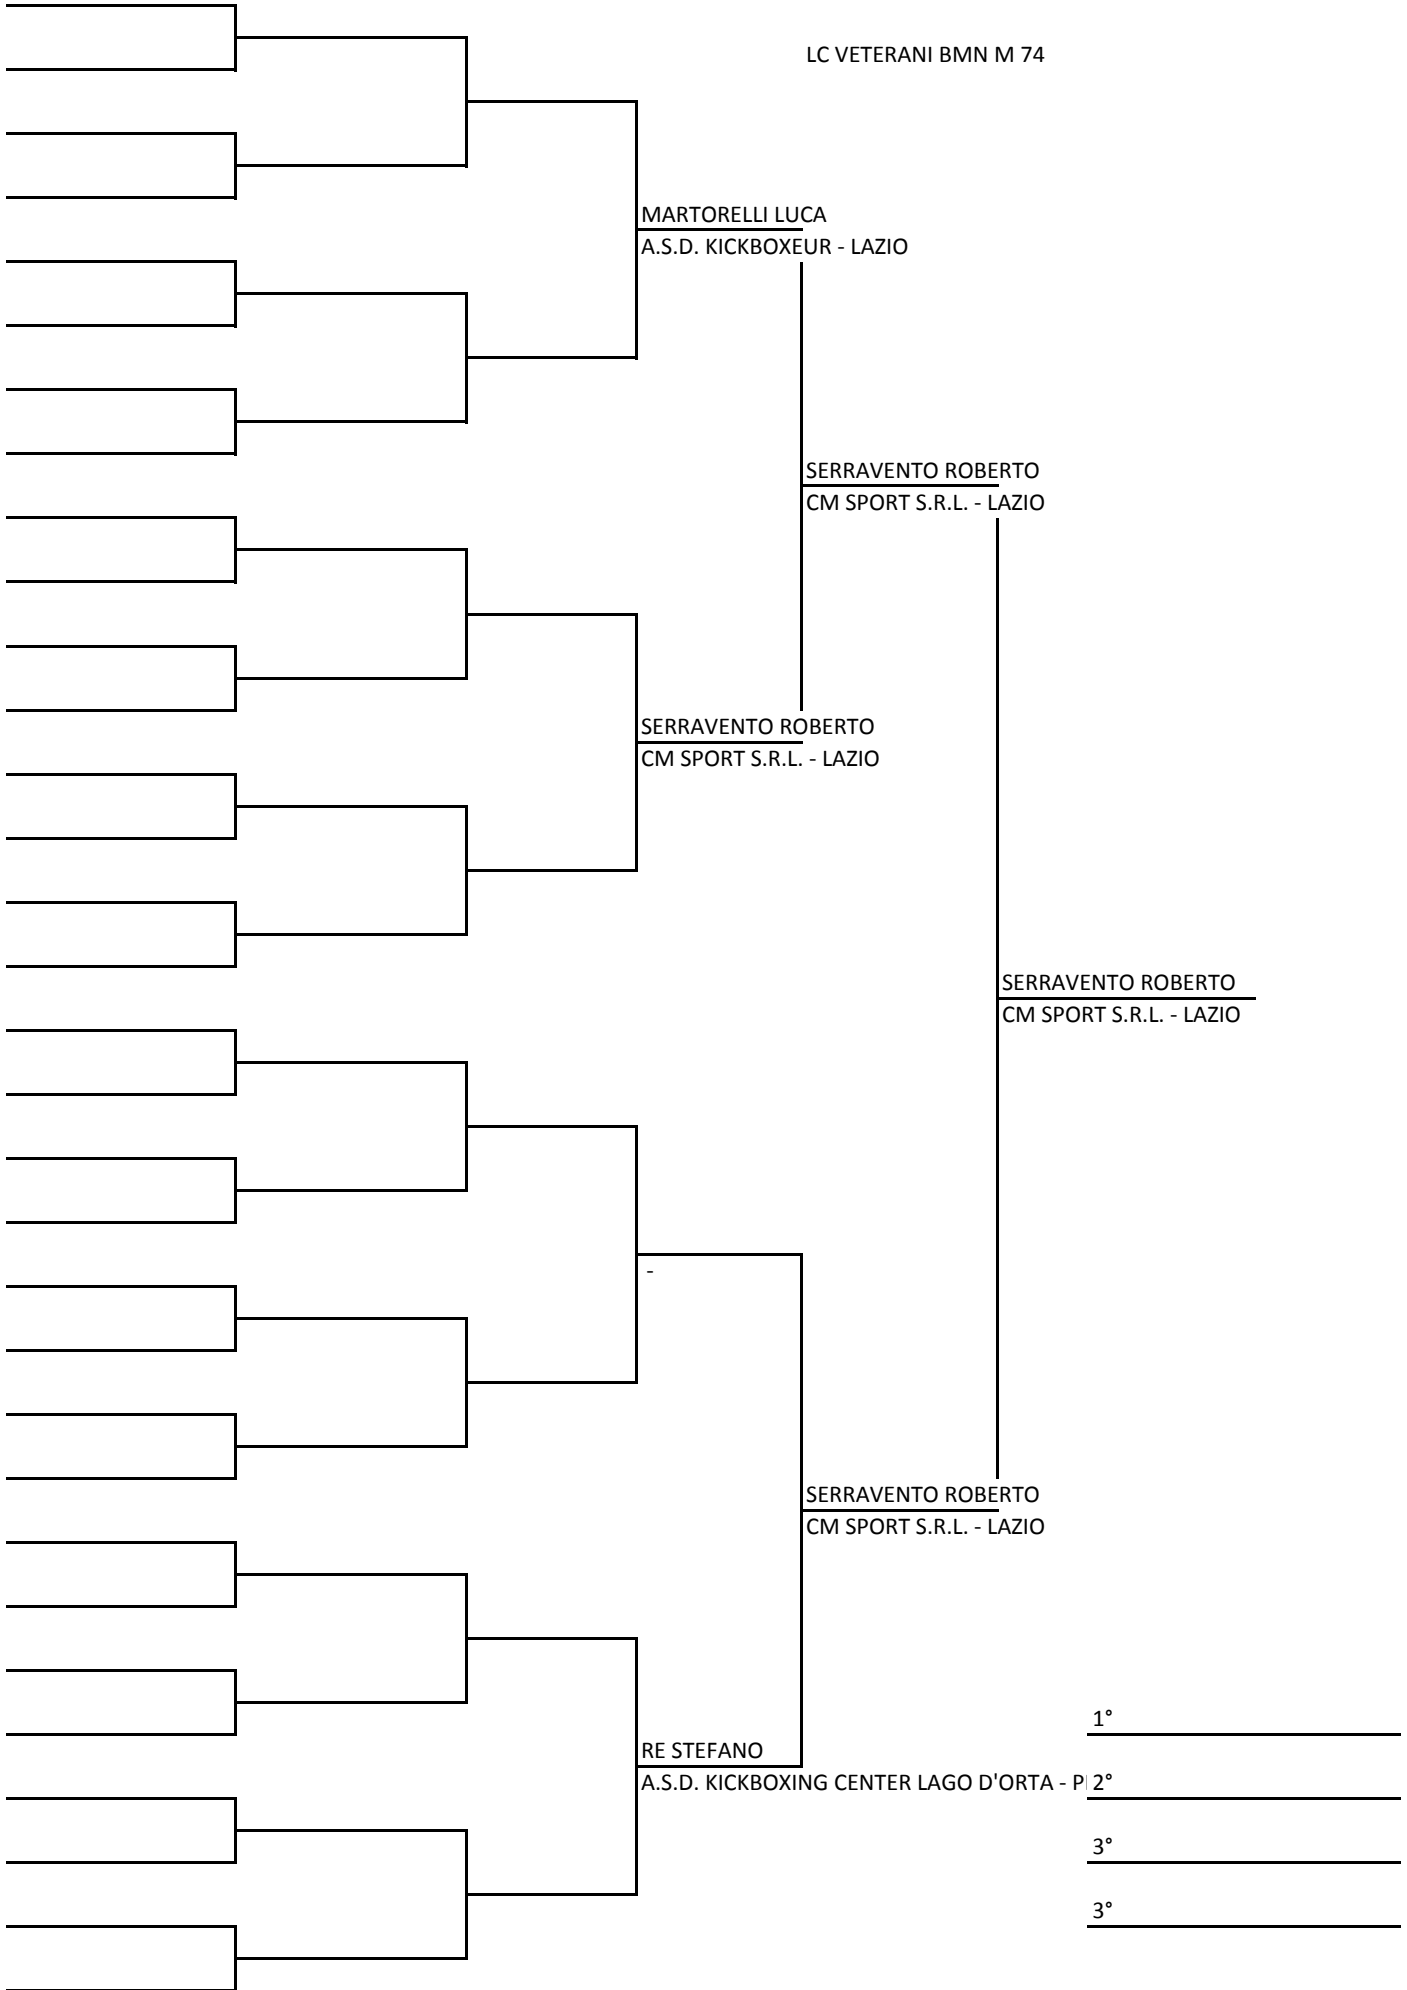 LC VETERANI BMN M 74
MARTORELLI LUCA
A.S.D. KICKBOXEUR - LAZIO
SERRAVENTO ROBERTO
CM SPORT S.R.L. - LAZIO
SERRAVENTO ROBERTO
CM SPORT S.R.L. - LAZIO
SERRAVENTO ROBERTO
CM SPORT S.R.L. - LAZIO
-
SERRAVENTO ROBERTO
CM SPORT S.R.L. - LAZIO
1°
RE STEFANO
A.S.D. KICKBOXING CENTER LAGO D'ORTA - P
2°
3°
3°